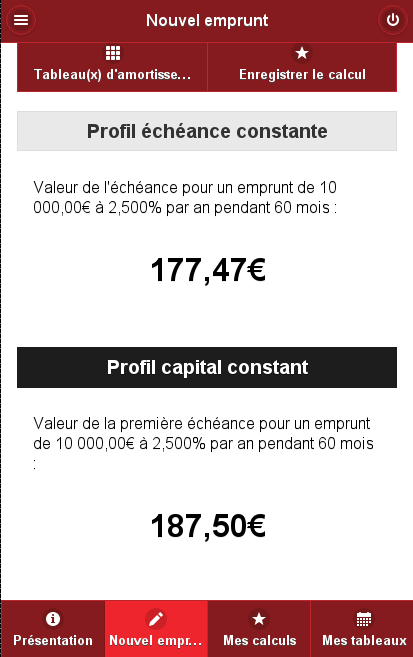 Nouvel emprunt
Tableau(x) d'amortisse...
Enregistrer le calcul
Profil échéance constante
Valeur de l'échéance pour un emprunt de 10
000,00€ à 2,500% par an pendant 60 mois :
177,47€
Profil capital constant
Valeur de la première échéance pour un emprunt
de 10 000,00€ à 2,500% par an pendant 60 mois
:
187,50€
Présentation
Nouvel empr...
Mes calculs
Mes tableaux